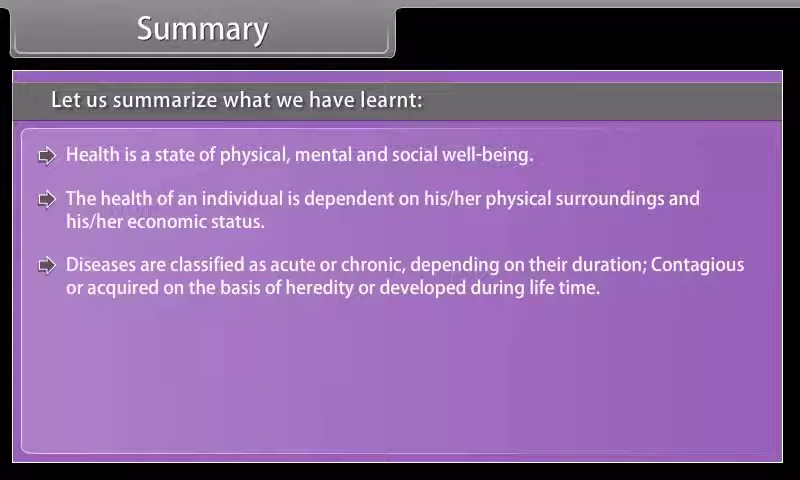 Summary
Let us summarize what we have learnt:
Health is a state of physical, mental and social well-being.
The health of an individual is dependent on his/her physical surroundings and
his/her economic status.
Diseases are classified as acute or chronic, depending on their duration; Contagious
or acquired on the basis of heredity or developed during life time.